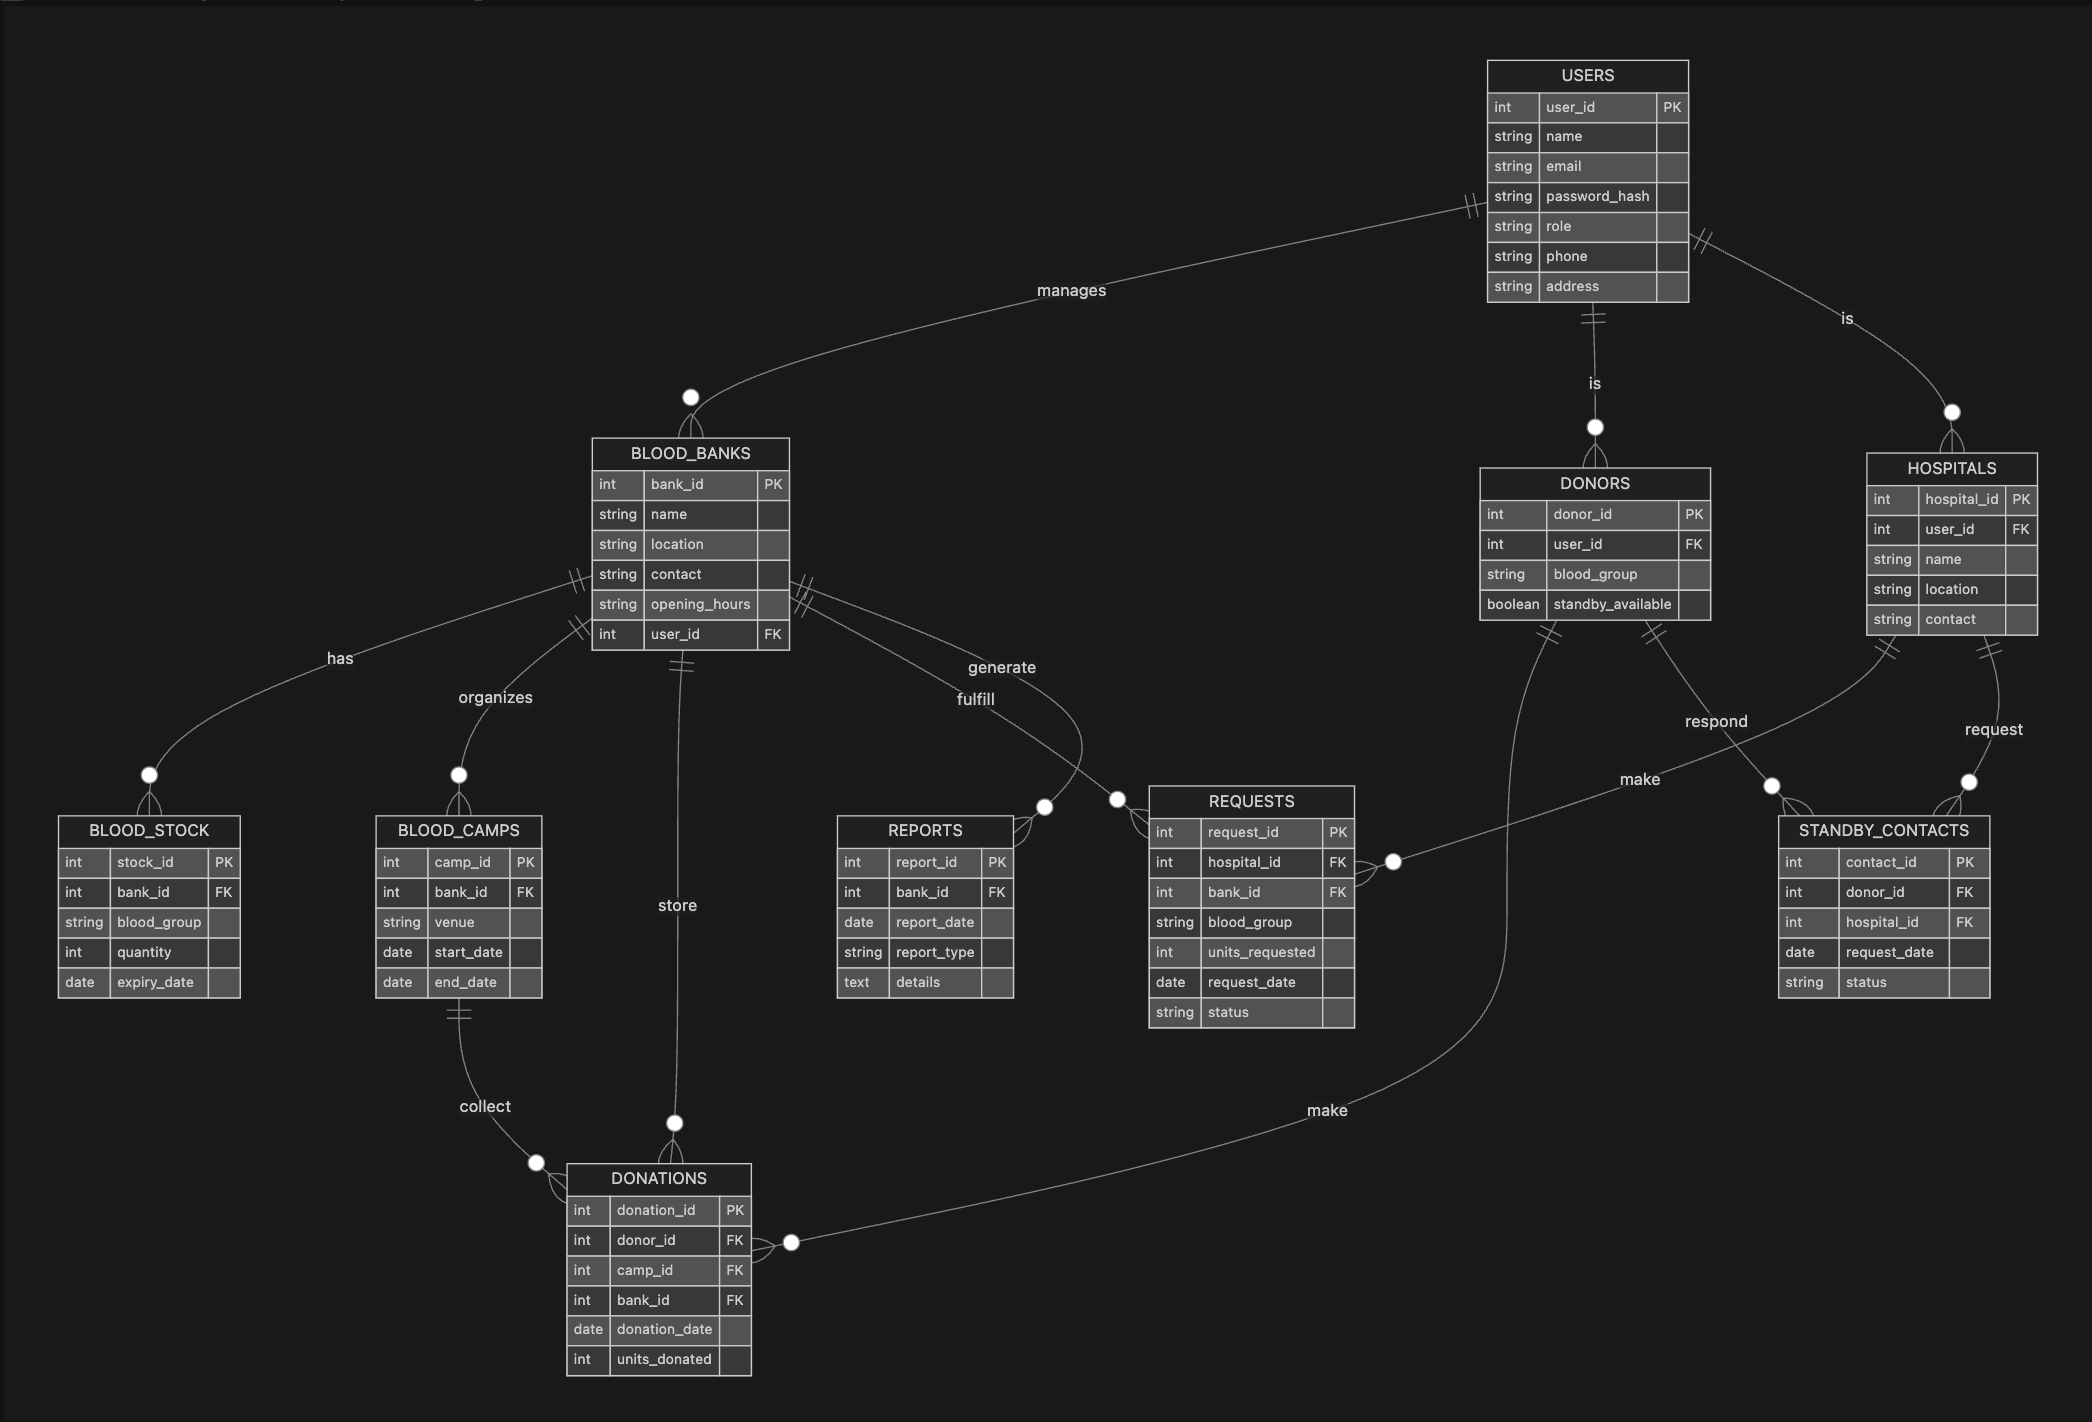 USERS
int user_id PK
string name
string email
string password_hash
string role
string phone
string address
manages
is
is
BLOOD_BANKS
int bank_id PK
string name
string location
string contact
string opening_hours
int user_id FK
DONORS
int donor_id PK
int user_id FK
string blood_group
boolean standby_available
HOSPITALS
int hospital_id PK
int user_id FK
string name
string location
string contact
has
organizes
generate
fulfill
respond
request
make
store
BLOOD_STOCK
int stock_id PK
int bank_id FK
string blood_group
int quantity
date expiry_date
BLOOD_CAMPS
int camp_id PK
int bank_id FK
string venue
date start_date
date end_date
REPORTS
int report_id PK
int bank_id FK
date report_date
string report_type
text details
REQUESTS
int request_id PK
int hospital_id FK
int bank_id FK
string blood_group
int units_requested
date request_date
string status
STANDBY_CONTACTS
int contact_id PK
int donor_id FK
int hospital_id FK
date request_date
string status
collect
make
DONATIONS
int donation_id PK
int donor_id FK
int camp_id FK
int bank_id FK
date donation_date
int units_donated